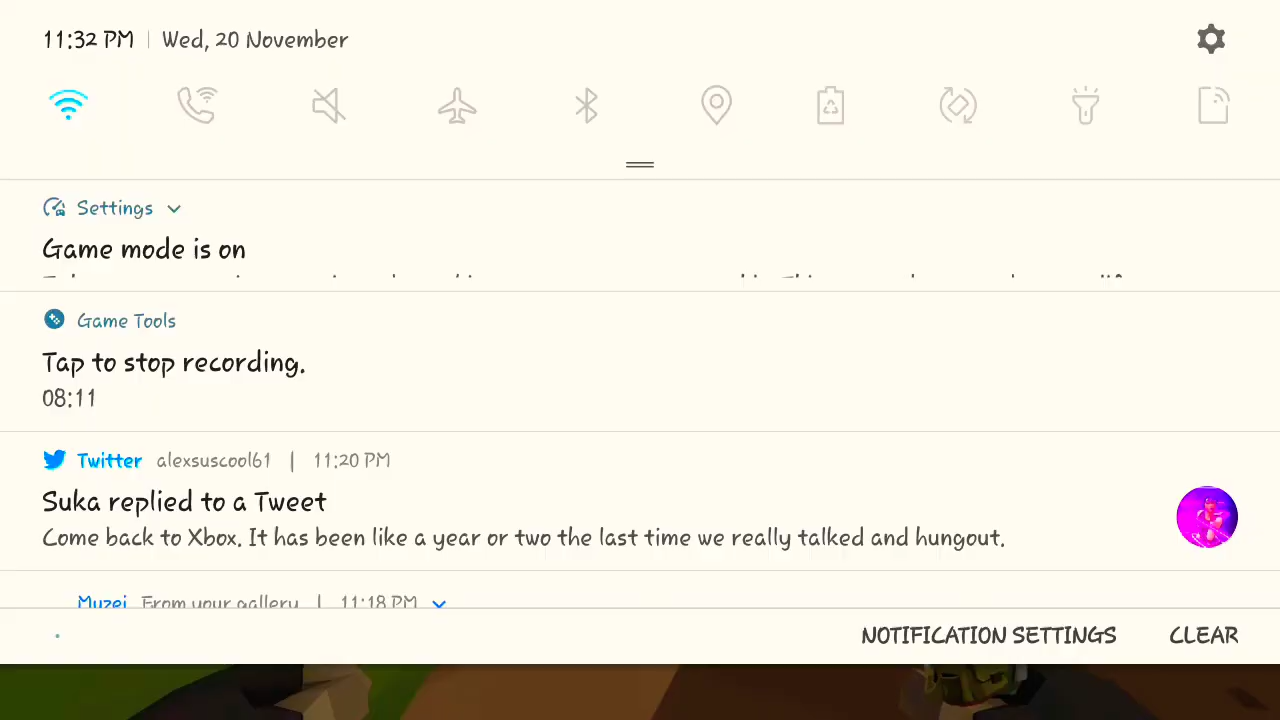 11:32 PM | Wed, 20 November
Settings
Game mode is on
Game Tools
Tap to stop recording.
08:11
Twitter alexsuscool61 | 11:20 PM
Suka replied to a Tweet
Come back to Xbox. It has been like a year or two the last time we really talked and hungout.
Muzei From your gallery | 11:18 PM
NOTIFICATION SETTINGS CLEAR